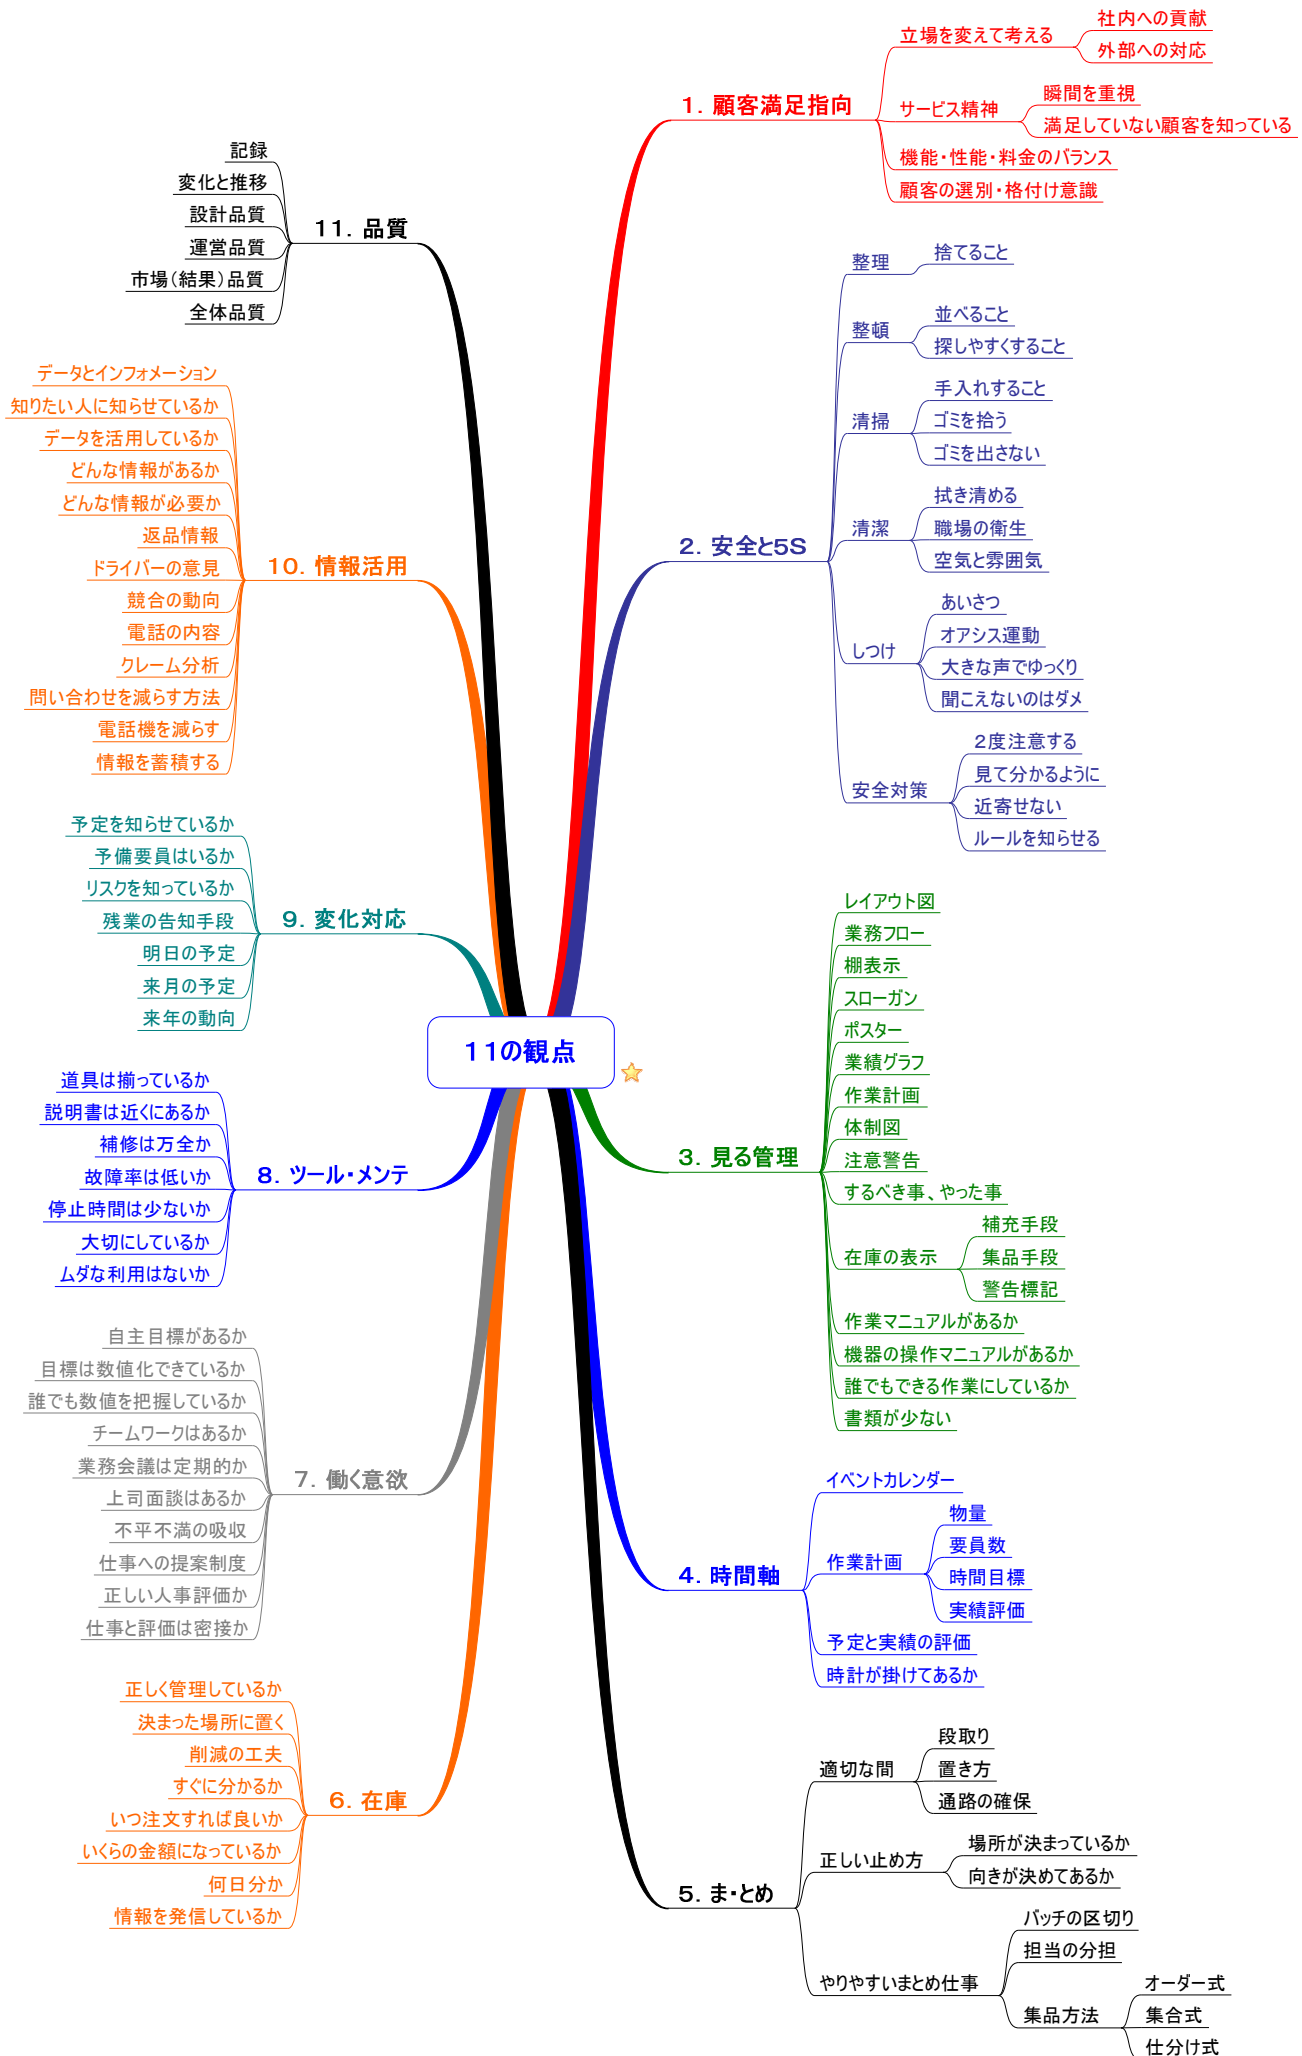 11の観点
1. 顧客満足指向
立場を変えて考える
社内への貢献
外部への対応
サービス精神
瞬間を重視
満足していない顧客を知っている
機能・性能・料金のバランス
顧客の選別・格付け意識
2. 安全と5S
整理
捨てること
整頓
並べること
探しやすくすること
清掃
手入れすること
ゴミを拾う
ゴミを出さない
清潔
拭き清める
職場の衛生
空気と雰囲気
しつけ
あいさつ
オアシス運動
大きな声でゆっくり
聞こえないのはダメ
安全対策
2度注意する
見て分かるように
近寄せない
ルールを知らせる
3. 見る管理
レイアウト図
業務フロー
棚表示
スローガン
ポスター
業績グラフ
作業計画
体制図
注意警告
するべき事、やった事
在庫の表示
補充手段
集品手段
警告標記
作業マニュアルがあるか
機器の操作マニュアルがあるか
誰でもできる作業にしているか
書類が少ない
4. 時間軸
イベントカレンダー
作業計画
物量
要員数
時間目標
実績評価
予定と実績の評価
時計が掛けてあるか
5. ま・とめ
適切な間
段取り
置き方
通路の確保
正しい止め方
場所が決まっているか
向きが決めてあるか
やりやすいまとめ仕事
バッチの区切り
担当の分担
集品方法
オーダー式
集合式
仕分け式
6. 在庫
正しく管理しているか
決まった場所に置く
削減の工夫
すぐに分かるか
いつ注文すれば良いか
いくらの金額になっているか
何日分か
情報を発信しているか
7. 働く意欲
自主目標があるか
目標は数値化できているか
誰でも数値を把握しているか
チームワークはあるか
業務会議は定期的か
上司面談はあるか
不平不満の吸収
仕事への提案制度
正しい人事評価か
仕事と評価は密接か
8. ツール・メンテ
道具は揃っているか
説明書は近くにあるか
補修は万全か
故障率は低いか
停止時間は少ないか
大切にしているか
ムダな利用はないか
9. 変化対応
予定を知らせているか
予備要員はいるか
リスクを知っているか
残業の告知手段
明日の予定
来月の予定
来年の動向
10. 情報活用
データとインフォメーション
知りたい人に知らせているか
データを活用しているか
どんな情報があるか
どんな情報が必要か
返品情報
ドライバーの意見
競合の動向
電話の内容
クレーム分析
問い合わせを減らす方法
電話機を減らす
情報を蓄積する
11. 品質
記録
変化と推移
設計品質
運営品質
市場(結果)品質
全体品質